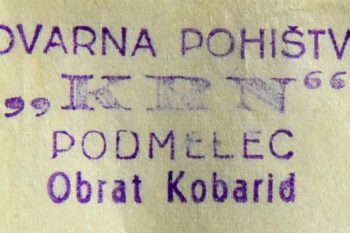 OVARNA POHIŠTV
„KRN“
PODMELEC
Obrat Kobarid